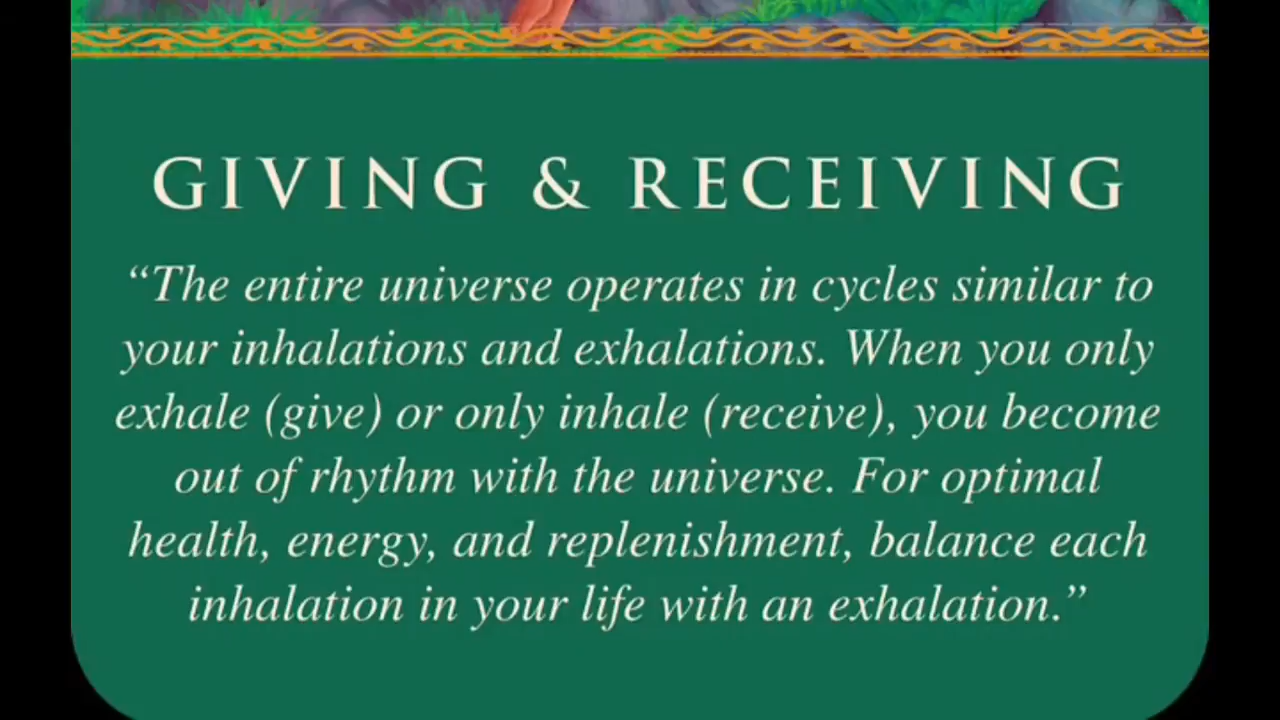 GIVING & RECEIVING
“The entire universe operates in cycles similar to
your inhalations and exhalations. When you only
exhale (give) or only inhale (receive), you become
out of rhythm with the universe. For optimal
health, energy, and replenishment, balance each
inhalation in your life with an exhalation.”